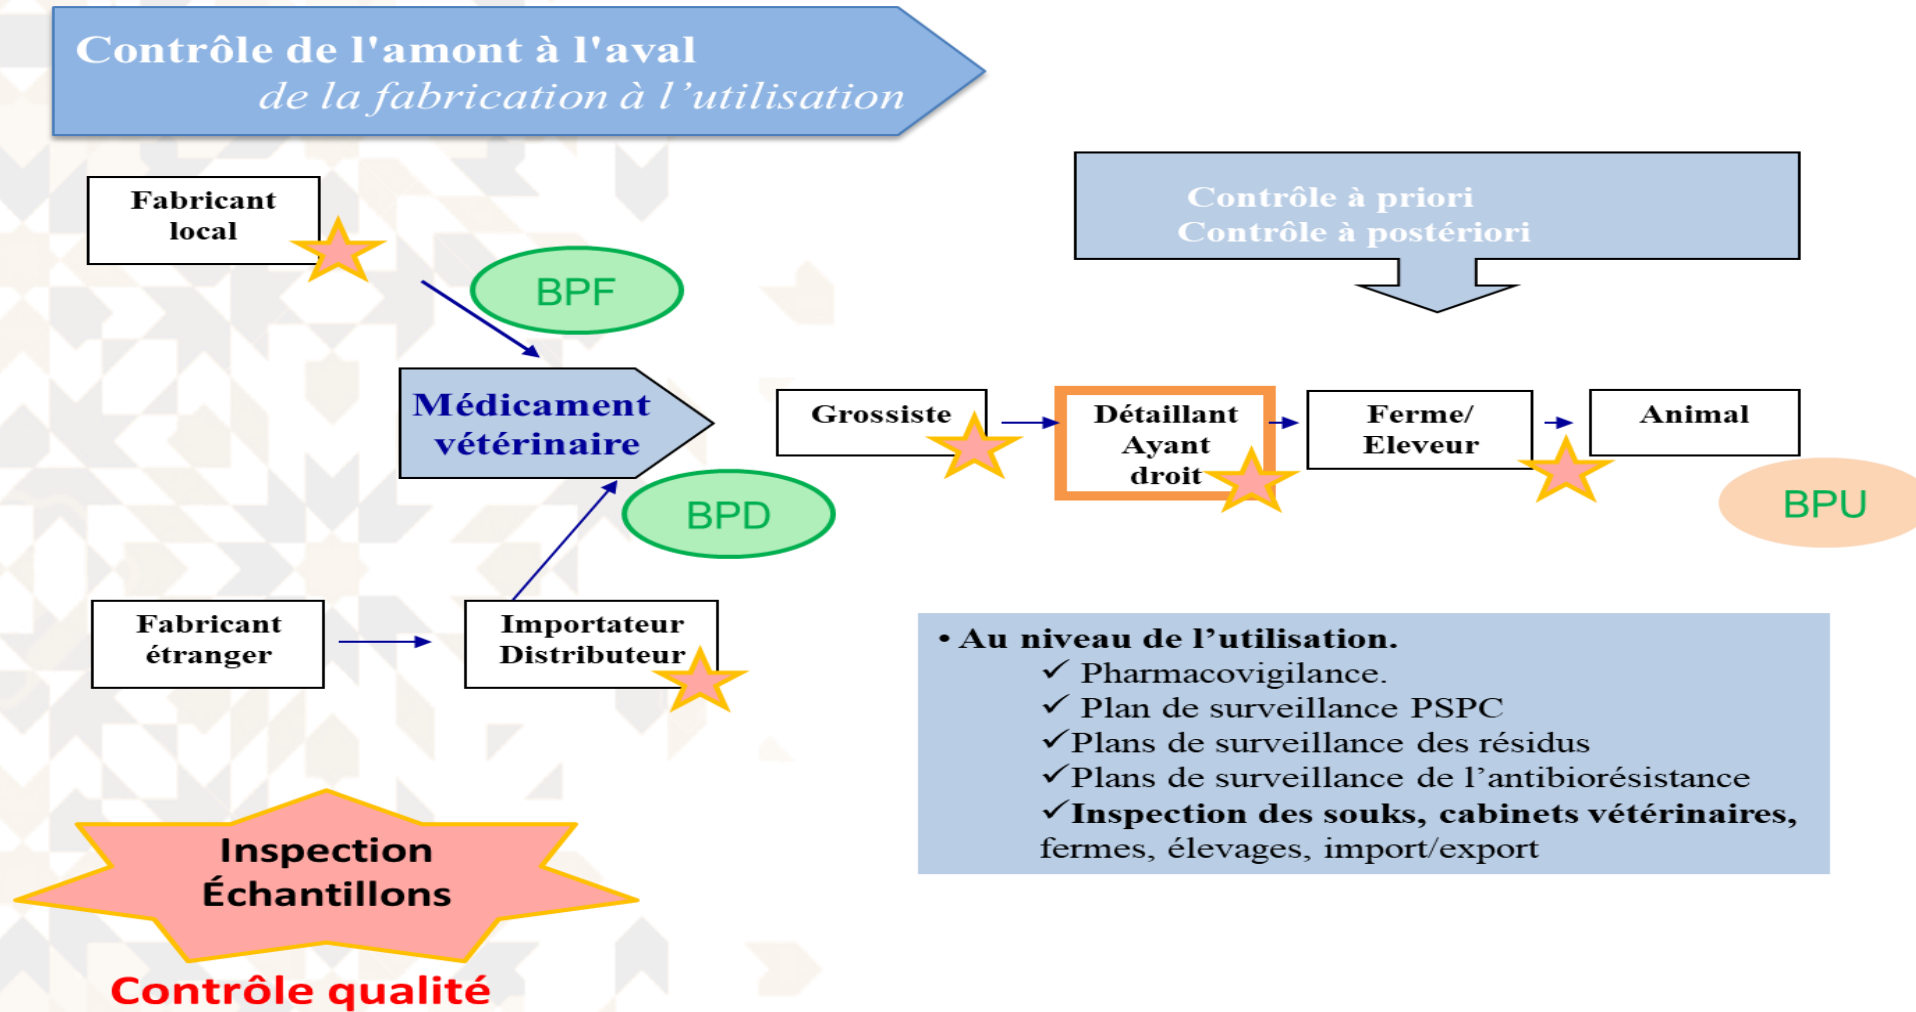 Contrôle de l'amont à l'aval
de la fabrication à l’utilisation
Fabricant
local
BPF
Contrôle à priori
Contrôle à postériori
Médicament
vétérinaire
Grossiste
Détaillant
Ayant
droit
Ferme/
Eleveur
Animal
BPD
BPU
Fabricant
étranger
Importateur
Distributeur
• Au niveau de l’utilisation.
✓ Pharmacovigilance.
✓ Plan de surveillance PSPC
✓Plans de surveillance des résidus
✓Plans de surveillance de l’antibiorésistance
✓Inspection des souks, cabinets vétérinaires,
fermes, élevages, import/export
Inspection
Échantillons
Contrôle qualité